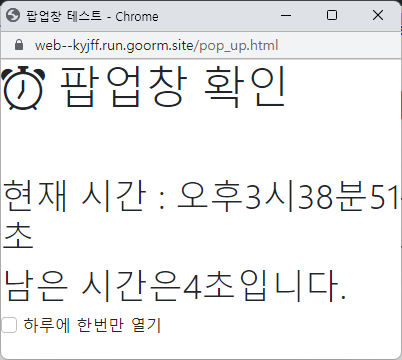 팝업창 테스트 - Chrome
web--kyjff.run.goorm.site/pop_up.html
팝업창 확인
현재 시간 : 오후3시38분51
초
남은 시간은4초입니다.
하루에 한번만 열기